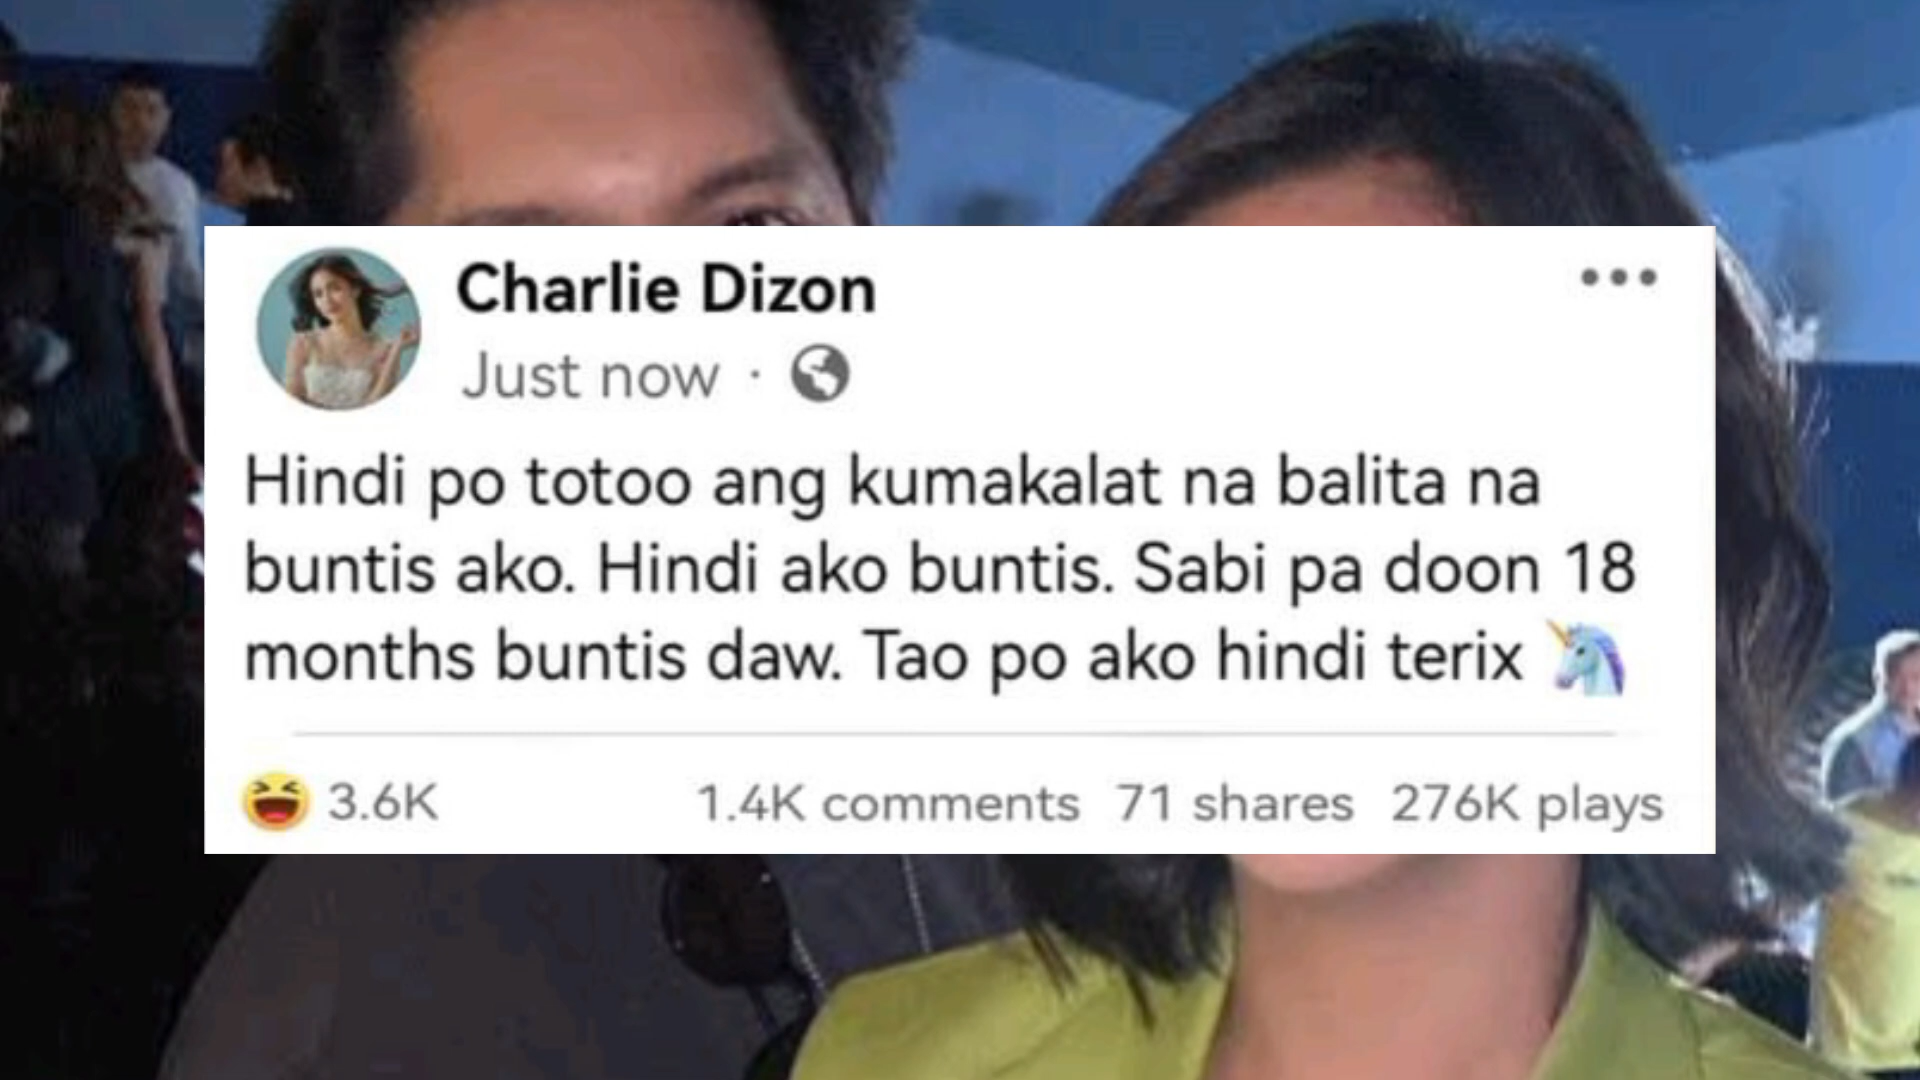 Charlie Dizon
Just now ·
Hindi po totoo ang kumakalat na balita na
buntis ako. Hindi ako buntis. Sabi pa doon 18
months buntis daw. Tao po ako hindi terix 🦄
3.6K 1.4K comments 71 shares 276K plays